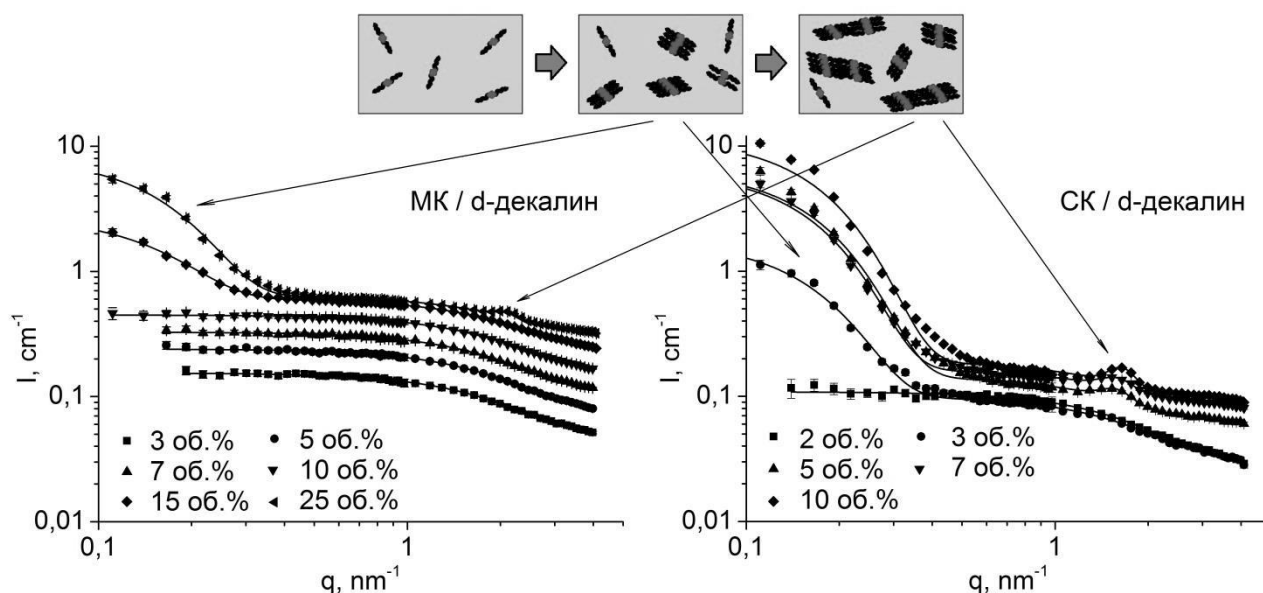 МК / d-декалин
I, cm⁻¹
10
1
0,1
0,01
3 об.% 5 об.%
7 об.% 10 об.%
15 об.% 25 об.%
0,1 1
q, nm⁻¹
СК / d-декалин
I, cm⁻¹
10
1
0,1
0,01
2 об.% 3 об.%
5 об.% 7 об.%
10 об.%
0,1 1
q, nm⁻¹